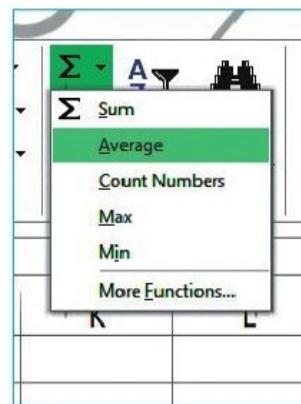 Σ A
Z
Σ Sum
Average
Count Numbers
Max
Min
More Functions...
K L